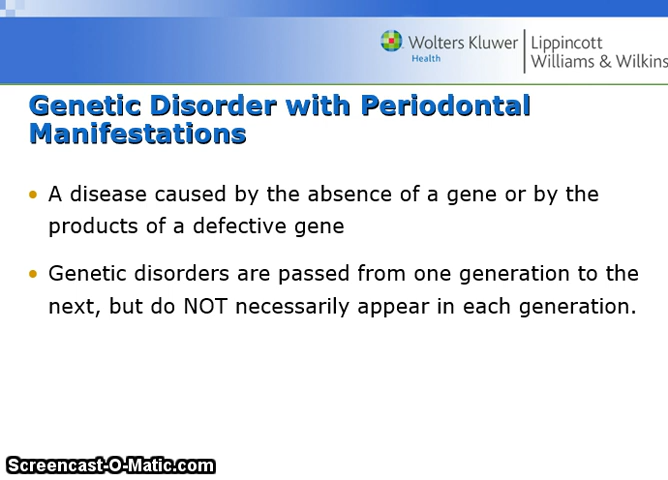 Wolters Kluwer
Health
Lippincott
Williams & Wilkins
Genetic Disorder with Periodontal
Manifestations
• A disease caused by the absence of a gene or by the
products of a defective gene
• Genetic disorders are passed from one generation to the
next, but do NOT necessarily appear in each generation.
Screencast-O-Matic.com